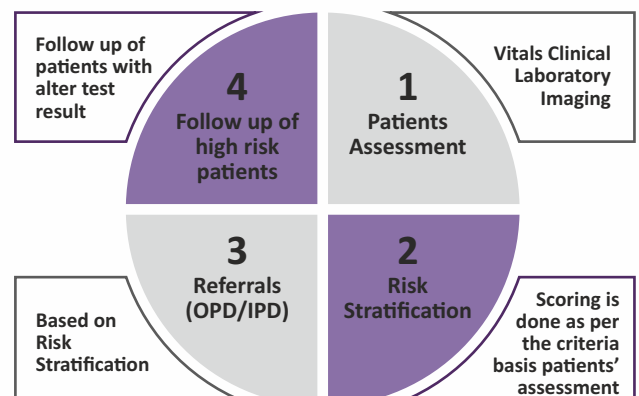 Follow up of
patients with
alter test
result
4
Follow up of
high risk
patients
1
Patients
Assessment
Vitals Clinical
Laboratory
Imaging
3
Referrals
(OPD/IPD)
Based on
Risk
Stratification
2
Risk
Stratification
Scoring is
done as per
the criteria
basis patients’
assessment